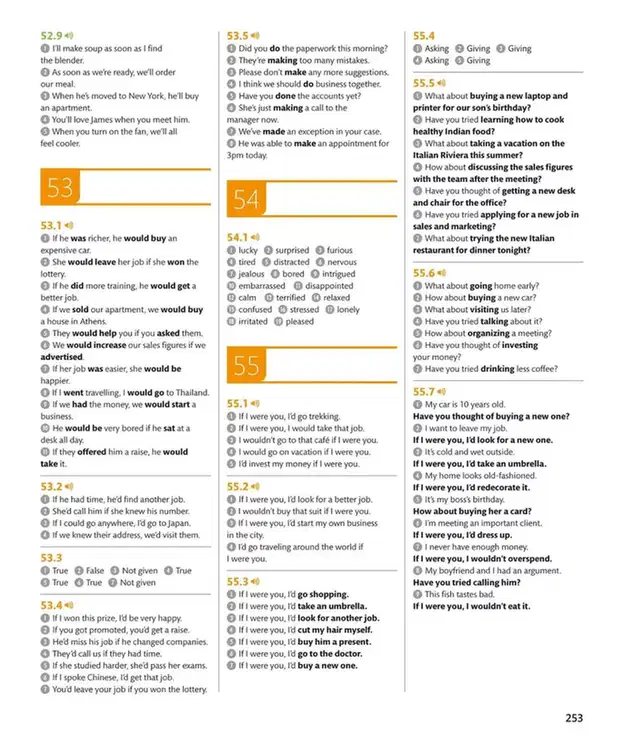 52.9
1 I'll make soup as soon as I find
the blender.
2 As soon as we're ready, we'll order
our meal.
3 When he's moved to New York, he'll buy
an apartment.
4 You'll love James when you meet him.
5 When you turn on the fan, we'll all
feel cooler.
53
53.1
1 If he was richer, he would buy an
expensive car.
2 She would leave her job if she won the
lottery.
3 If he did more training, he would get a
better job.
4 If we sold our apartment, we would buy
a house in Athens.
5 They would help you if you asked them.
6 We would increase our sales figures if we
advertised.
7 If her job was easier, she would be
happier.
8 If I went travelling, I would go to Thailand.
9 If we had the money, we would start a
business.
10 He would be very bored if he sat at a
desk all day.
11 If they offered him a raise, he would
take it.
53.2
1 If he had time, he'd find another job.
2 She'd call him if she knew his number.
3 If I could go anywhere, I'd go to Japan.
4 If we knew their address, we'd visit them.
53.3
1 True 2 False 3 Not given 4 True
5 True 6 True 7 Not given
53.4
1 If I won this prize, I'd be very happy.
2 If you got promoted, you'd get a raise.
3 He'd miss his job if he changed companies.
4 They'd call us if they had time.
5 If she studied harder, she'd pass her exams.
6 If I spoke Chinese, I'd get that job.
7 You'd leave your job if you won the lottery.
53.5
1 Did you do the paperwork this morning?
2 They're making too many mistakes.
3 Please don't make any more suggestions.
4 I think we should do business together.
5 Have you done the accounts yet?
6 She's just making a call to the
manager now.
7 We've made an exception in your case.
8 He was able to make an appointment for
3pm today.
54
54.1
1 lucky 2 surprised 3 furious
4 tired 5 distracted 6 nervous
7 jealous 8 bored 9 intrigued
10 embarrassed 11 disappointed
12 calm 13 terrified 14 relaxed
15 confused 16 stressed 17 lonely
18 irritated 19 pleased
55
55.1
1 If I were you, I'd go trekking.
2 If I were you, I would take that job.
3 I wouldn't go to that café if I were you.
4 I would go on vacation if I were you.
5 I'd invest my money if I were you.
55.2
1 If I were you, I'd look for a better job.
2 I wouldn't buy that suit if I were you.
3 If I were you, I'd start my own business
in the city.
4 I'd go traveling around the world if
I were you.
55.3
1 If I were you, I'd go shopping.
2 If I were you, I'd take an umbrella.
3 If I were you, I'd look for another job.
4 If I were you, I'd cut my hair myself.
5 If I were you, I'd buy him a present.
6 If I were you, I'd go to the doctor.
7 If I were you, I'd buy a new one.
55.4
1 Asking 2 Giving 3 Giving
4 Asking 5 Giving
55.5
1 What about buying a new laptop and
printer for our son's birthday?
2 Have you tried learning how to cook
healthy Indian food?
3 What about taking a vacation on the
Italian Riviera this summer?
4 How about discussing the sales figures
with the team after the meeting?
5 Have you thought of getting a new desk
and chair for the office?
6 Have you tried applying for a new job in
sales and marketing?
7 What about trying the new Italian
restaurant for dinner tonight?
55.6
1 What about going home early?
2 How about buying a new car?
3 What about visiting us later?
4 Have you tried talking about it?
5 How about organizing a meeting?
6 Have you thought of investing
your money?
7 Have you tried drinking less coffee?
55.7
1 My car is 10 years old.
Have you thought of buying a new one?
2 I want to leave my job.
If I were you, I'd look for a new one.
3 It's cold and wet outside.
If I were you, I'd take an umbrella.
4 My home looks old-fashioned.
If I were you, I'd redecorate it.
5 It's my boss's birthday.
How about buying her a card?
6 I'm meeting an important client.
If I were you, I'd dress up.
7 I never have enough money.
If I were you, I wouldn't overspend.
8 My boyfriend and I had an argument.
Have you tried calling him?
9 This fish tastes bad.
If I were you, I wouldn't eat it.
253